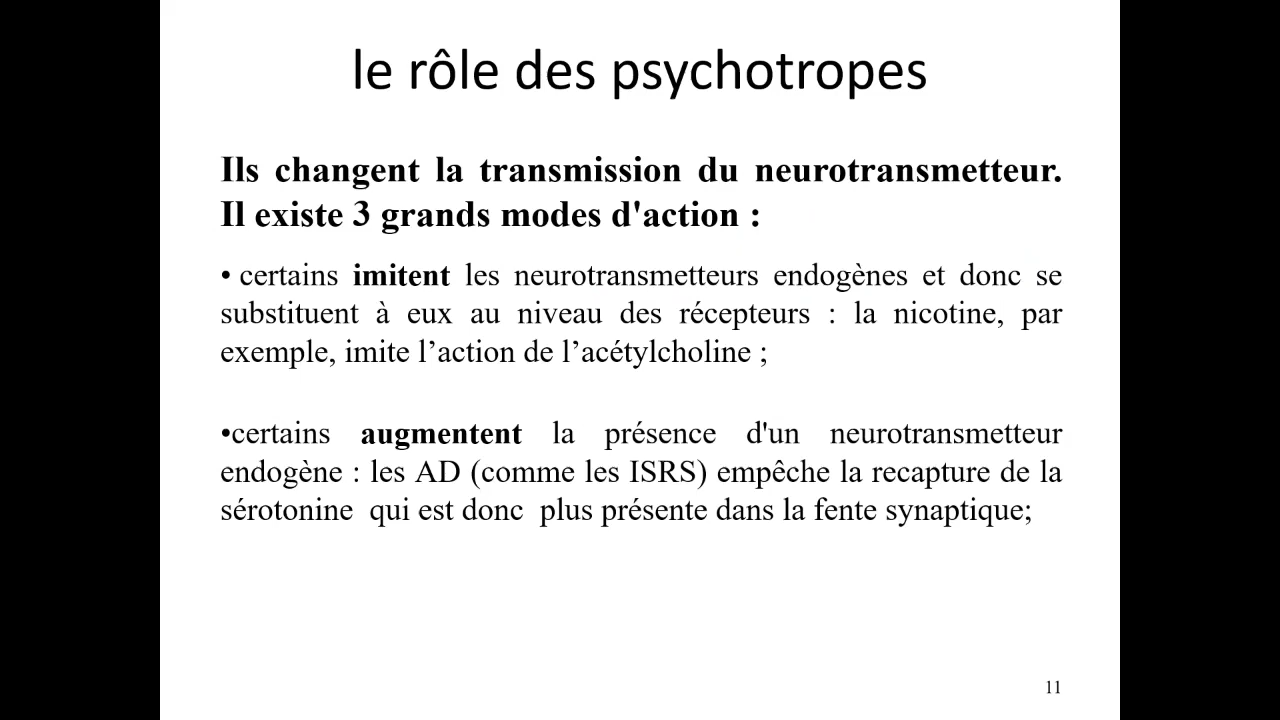 le rôle des psychotropes
Ils changent la transmission du neurotransmetteur.
Il existe 3 grands modes d'action :
• certains imitent les neurotransmetteurs endogènes et donc se
substituent à eux au niveau des récepteurs : la nicotine, par
exemple, imite l’action de l’acétylcholine ;
•certains augmentent la présence d'un neurotransmetteur
endogène : les AD (comme les ISRS) empêche la recapture de la
sérotonine qui est donc plus présente dans la fente synaptique;
11